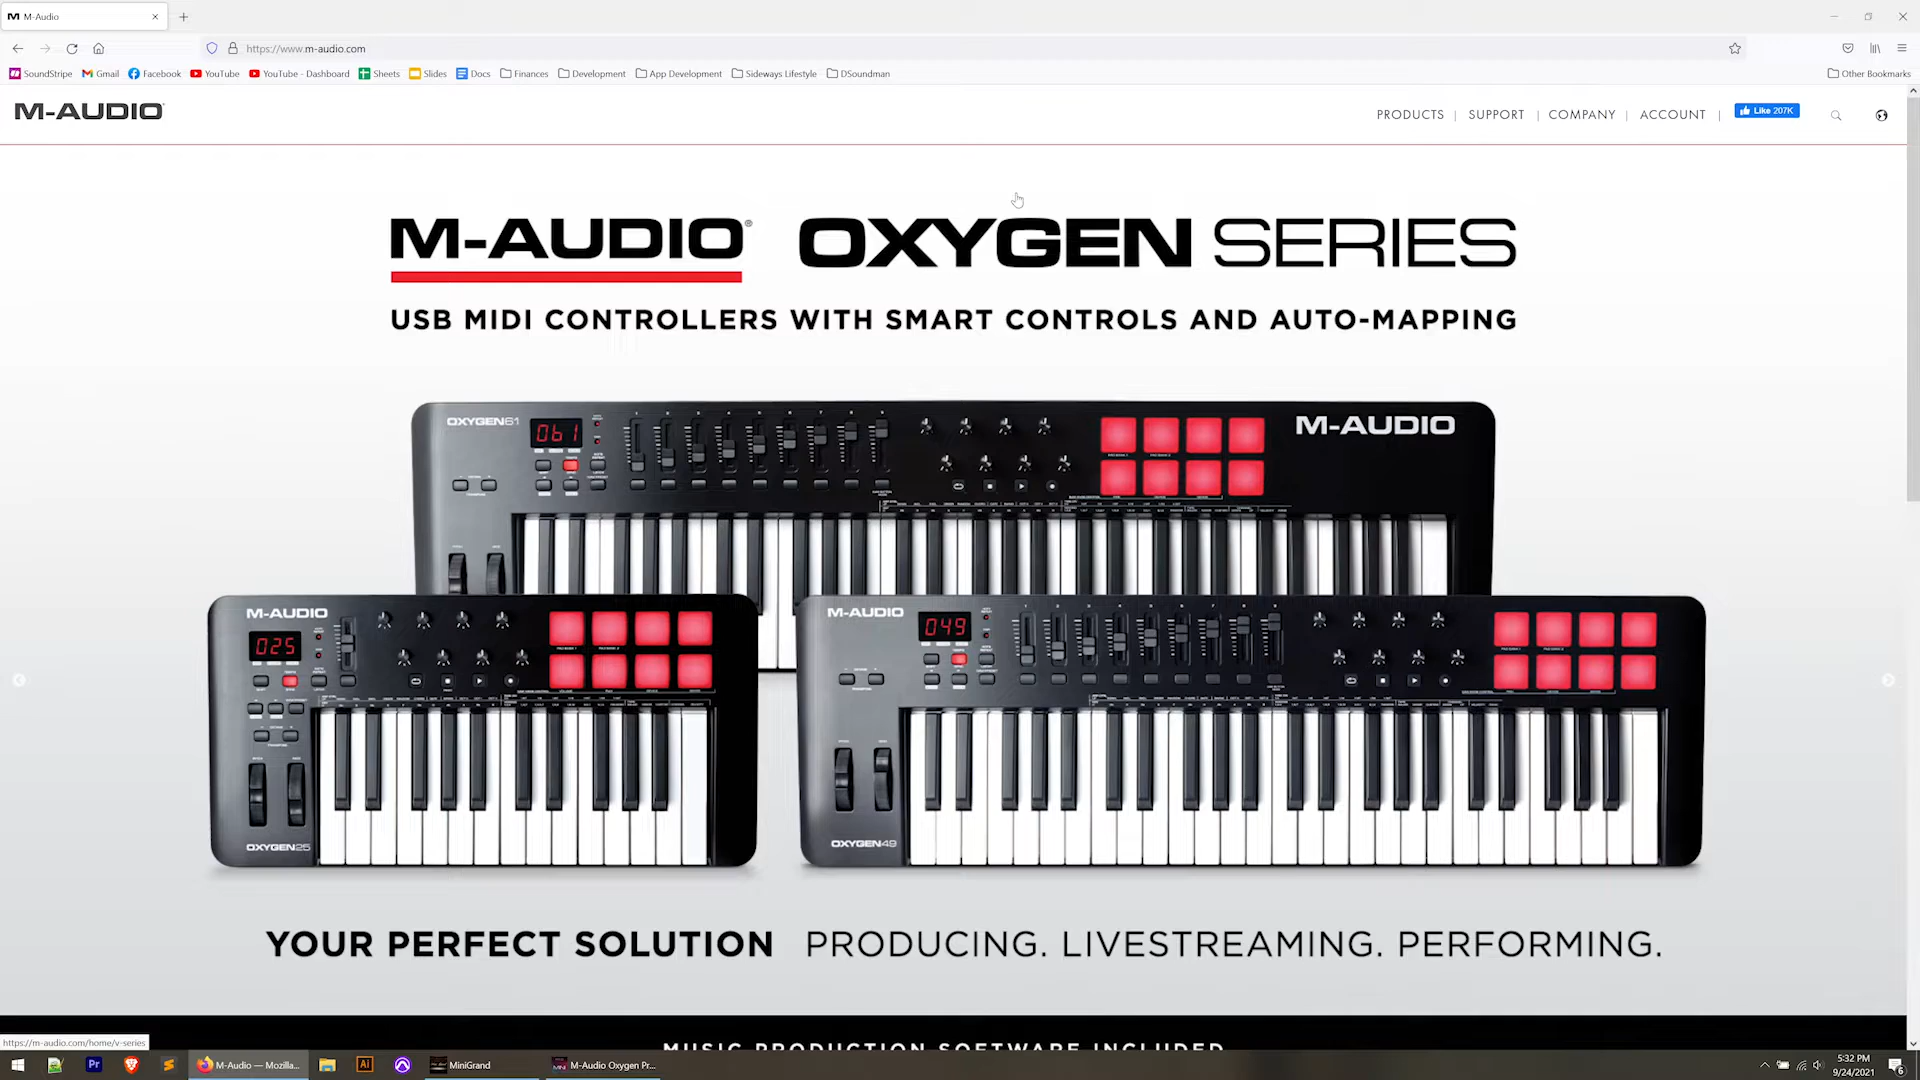 M M-Audio
https://www.m-audio.com
SoundStripe Gmail Facebook YouTube YouTube - Dashboard Sheets Slides Docs Finances Development App Development Sideways Lifestyle DSoundman Other Bookmarks
M-AUDIO
PRODUCTS | SUPPORT | COMPANY | ACCOUNT |
Like 207K
M-AUDIO® OXYGEN SERIES
USB MIDI CONTROLLERS WITH SMART CONTROLS AND AUTO-MAPPING
OXYGEN61
061
M-AUDIO
M-AUDIO
025
OXYGEN25
M-AUDIO
049
OXYGEN49
YOUR PERFECT SOLUTION PRODUCING. LIVESTREAMING. PERFORMING.
MUSIC PRODUCTION SOFTWARE INCLUDED
https://m-audio.com/home/v-series
Pr
M-Audio — Mozilla...
Ai
MiniGrand
M-Audio Oxygen Pr...
5:32 PM
9/24/2021
6